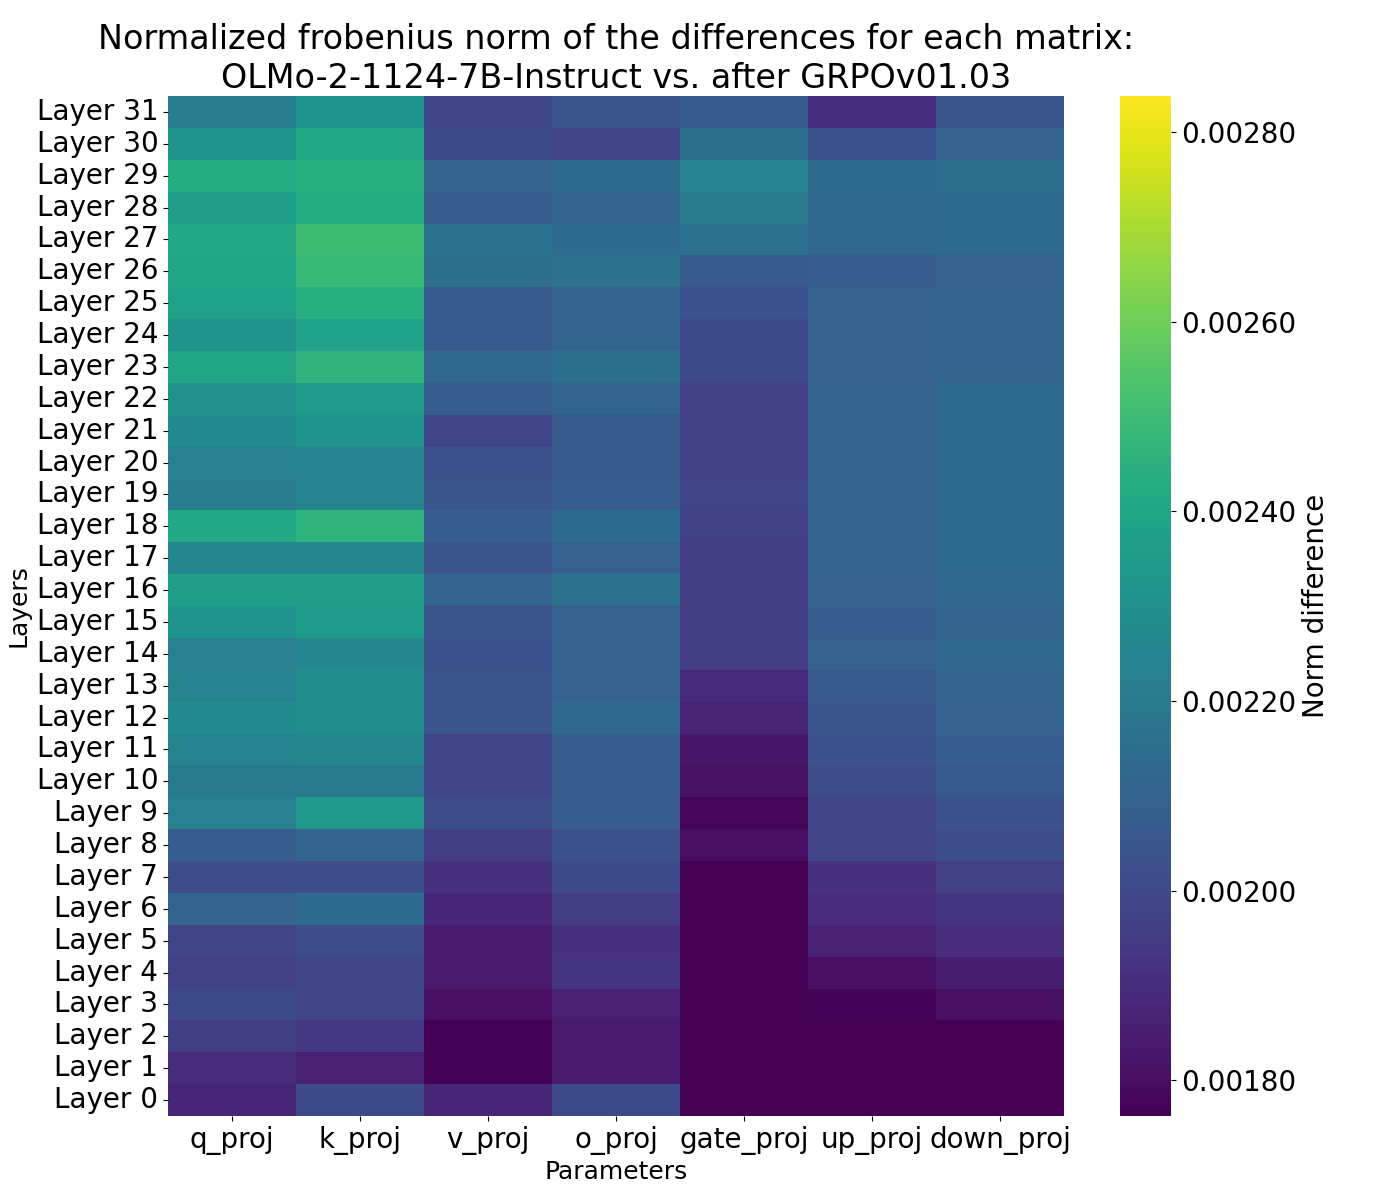 Normalized frobenius norm of the differences for each matrix:
OLMo-2-1124-7B-Instruct vs. after GRPOv01.03
Layer 31
Layer 30
Layer 29
Layer 28
Layer 27
Layer 26
Layer 25
Layer 24
Layer 23
Layer 22
Layer 21
Layer 20
Layer 19
Layer 18
Layer 17
Layer 16
Layer 15
Layer 14
Layer 13
Layer 12
Layer 11
Layer 10
Layer 9
Layer 8
Layer 7
Layer 6
Layer 5
Layer 4
Layer 3
Layer 2
Layer 1
Layer 0
Layers
q_proj k_proj v_proj o_proj gate_proj up_proj down_proj
Parameters
0.00280
0.00260
0.00240
0.00220
0.00200
0.00180
Norm difference